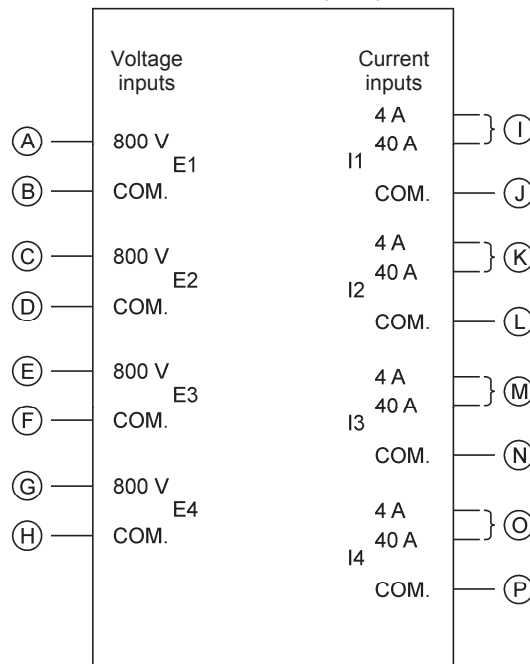 Voltage
inputs
Current
inputs
A
800 V
E1
B
COM.
C
800 V
E2
D
COM.
E
800 V
E3
F
COM.
G
800 V
E4
H
COM.
4 A
I
40 A
I1
COM.
J
4 A
K
40 A
I2
COM.
L
4 A
M
40 A
I3
COM.
N
4 A
O
40 A
I4
COM.
P